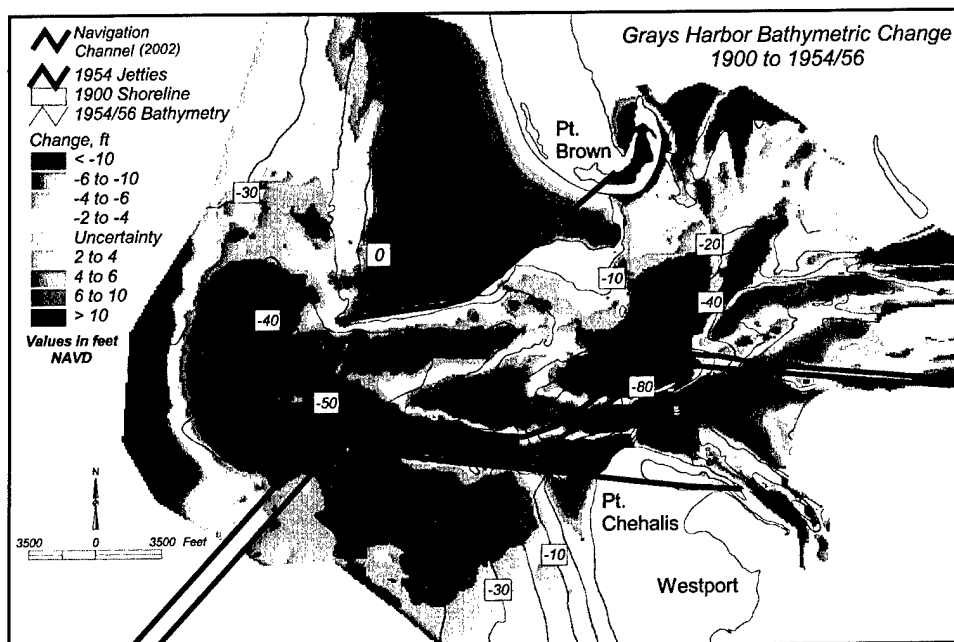 Grays Harbor Bathymetric Change
1900 to 1954/56
Navigation
Channel (2002)
1954 Jetties
1900 Shoreline
1954/56 Bathymetry
Change, ft
< -10
-6 to -10
-4 to -6
-2 to -4
Uncertainty
2 to 4
4 to 6
6 to 10
> 10
Values in feet
NAVD
Pt.
Brown
-30
0
-20
-10
-40
-40
-80
-50
N
3500 0 3500 Feet
Pt.
Chehalis
-10
-30
Westport